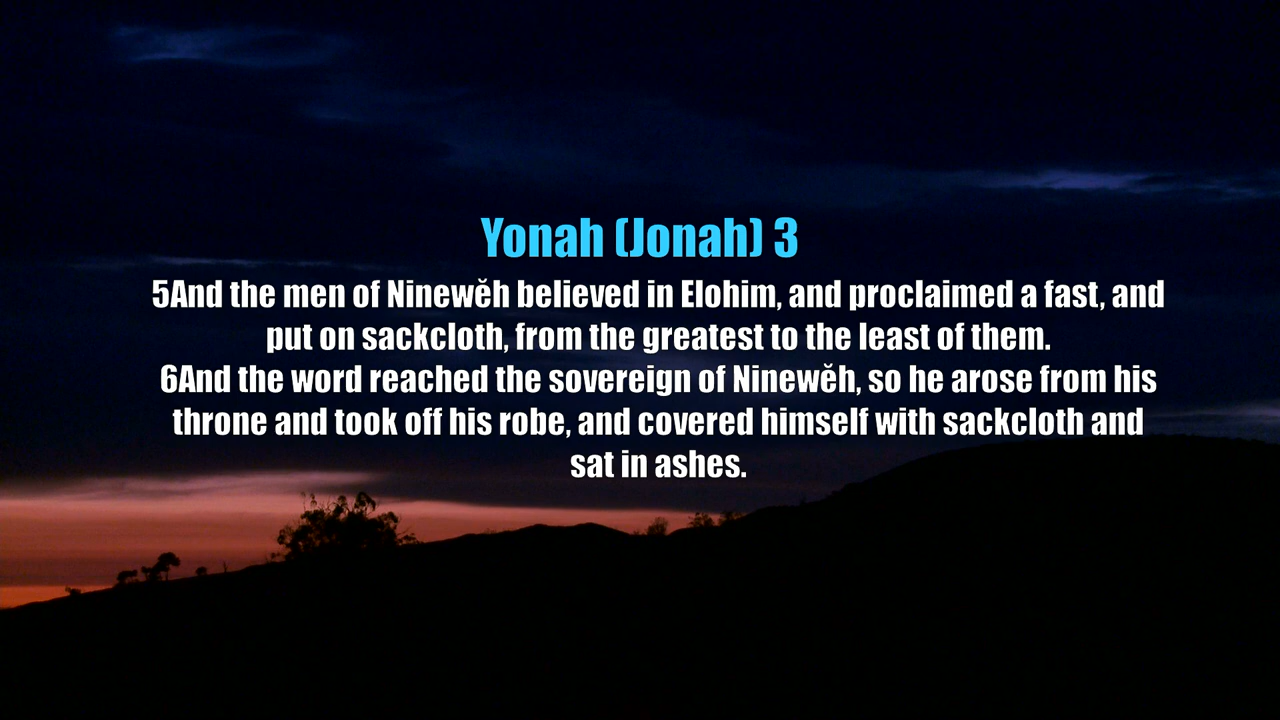 Yonah (Jonah) 3
5And the men of Ninewĕh believed in Elohim, and proclaimed a fast, and
put on sackcloth, from the greatest to the least of them.
6And the word reached the sovereign of Ninewĕh, so he arose from his
throne and took off his robe, and covered himself with sackcloth and
sat in ashes.